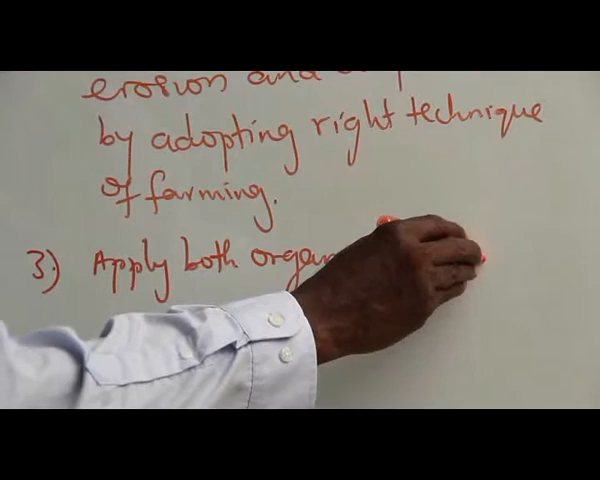 erosion and
by adopting right technique
of farming.
3.) Apply both